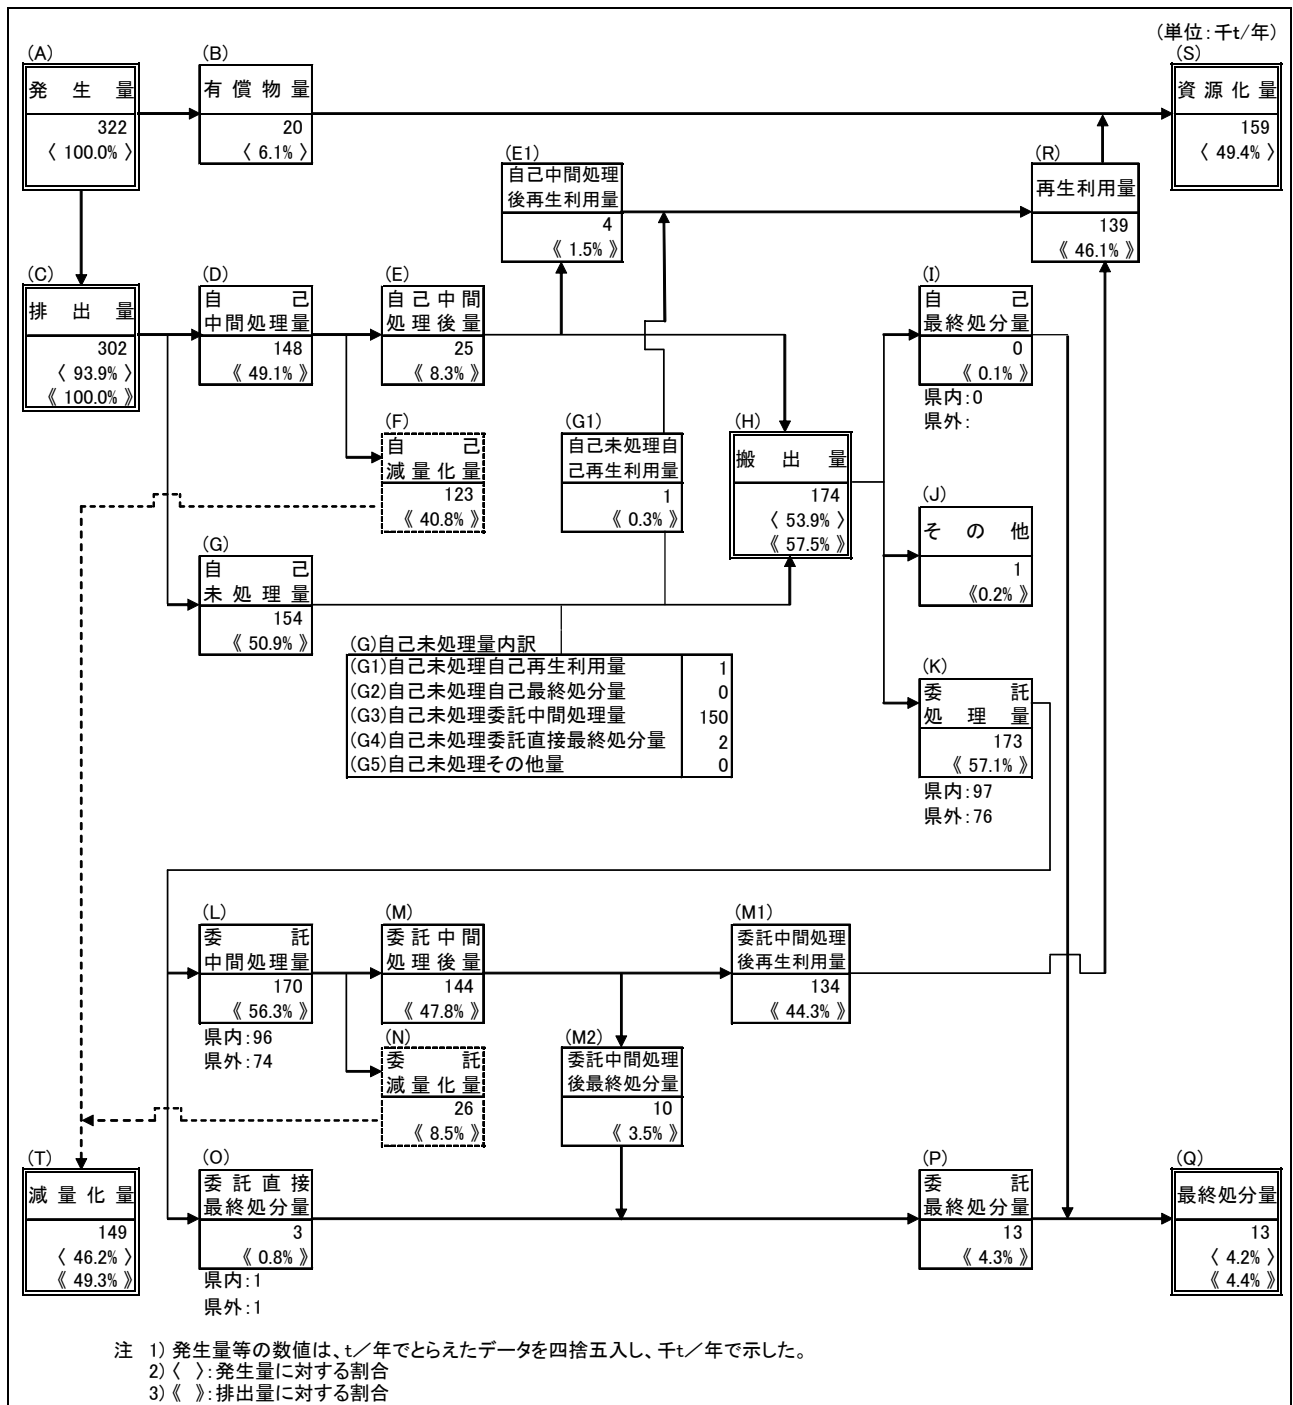 (単位:千t/年)
(A)
発生量
322
〈 100.0% 〉
(B)
有償物量
20
〈 6.1% 〉
(S)
資源化量
159
〈 49.4% 〉
(E1)
自己中間処理
後再生利用量
4
《 1.5% 》
(R)
再生利用量
139
《 46.1% 》
(C)
排出量
302
〈 93.9% 〉
《 100.0% 》
(D)
自己
中間処理量
148
《 49.1% 》
(E)
自己中間
処理後量
25
《 8.3% 》
(I)
自己
最終処分量
0
《 0.1% 》
県内:0
県外:
(F)
自己
減量化量
123
《 40.8% 》
(G1)
自己未処理自
己再生利用量
1
《 0.3% 》
(H)
搬出量
174
〈 53.9% 〉
《 57.5% 》
(J)
その他
1
《0.2% 》
(G)
自己
未処理量
154
《 50.9% 》
(G)自己未処理量内訳
(G1)自己未処理自己再生利用量 1
(G2)自己未処理自己最終処分量 0
(G3)自己未処理委託中間処理量 150
(G4)自己未処理委託直接最終処分量 2
(G5)自己未処理その他量 0
(K)
委託
処理量
173
《 57.1% 》
県内:97
県外:76
(L)
委託
中間処理量
170
《 56.3% 》
県内:96
県外:74
(M)
委託中間
処理後量
144
《 47.8% 》
(M1)
委託中間処理
後再生利用量
134
《 44.3% 》
(N)
委託
減量化量
26
《 8.5% 》
(M2)
委託中間処理
後最終処分量
10
《 3.5% 》
(T)
減量化量
149
〈 46.2% 〉
《 49.3% 》
(O)
委託直接
最終処分量
3
《 0.8% 》
県内:1
県外:1
(P)
委託
最終処分量
13
《 4.3% 》
(Q)
最終処分量
13
〈 4.2% 〉
《 4.4% 》
注 1) 発生量等の数値は、t/年でとらえたデータを四捨五入し、千t/年で示した。
2)〈 〉:発生量に対する割合
3)《 》:排出量に対する割合